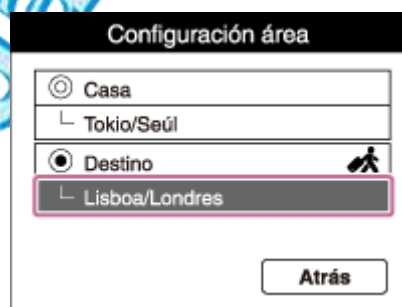 Configuración área
Casa
Tokio/Seúl
Destino
Lisboa/Londres
Atrás